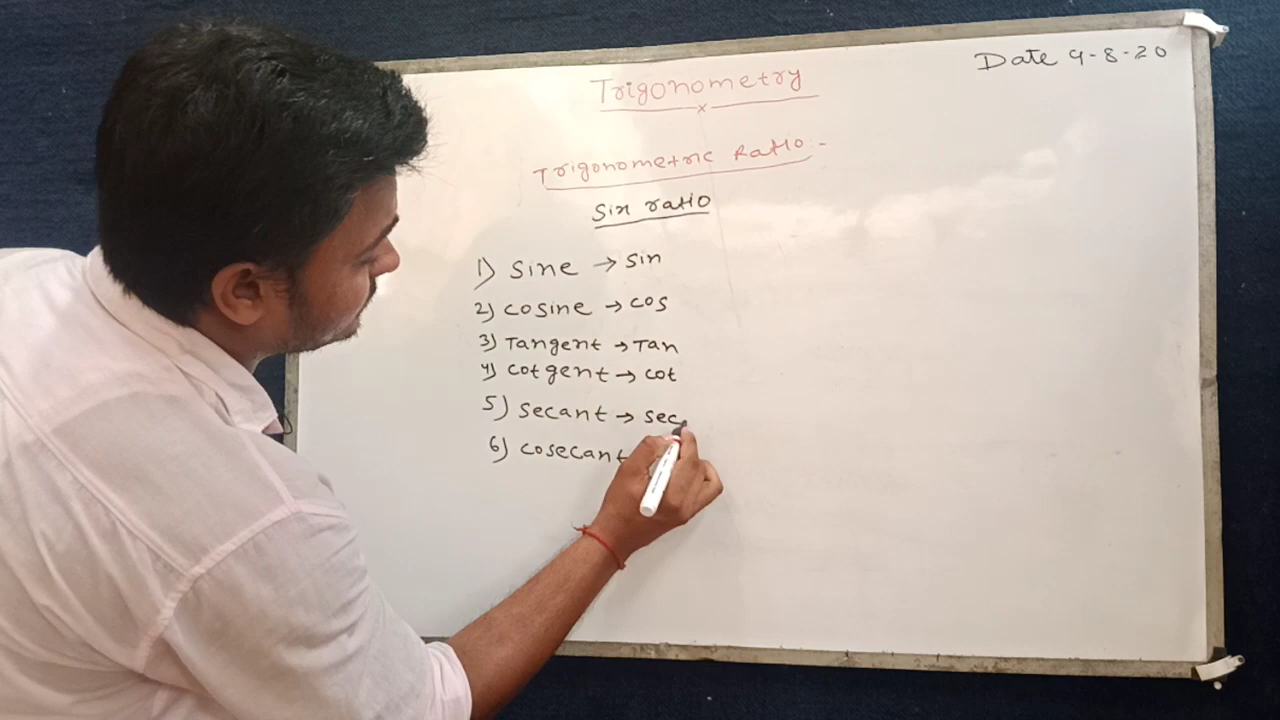 Date 9-8-20
Trigonometry
x
Trigonometric Ratio:-
Six ratio
1) Sine → Sin
2) Cosine → Cos
3) Tangent → Tan
4) Cotgent → Cot
5) Secant → Sec
6) Cosecant